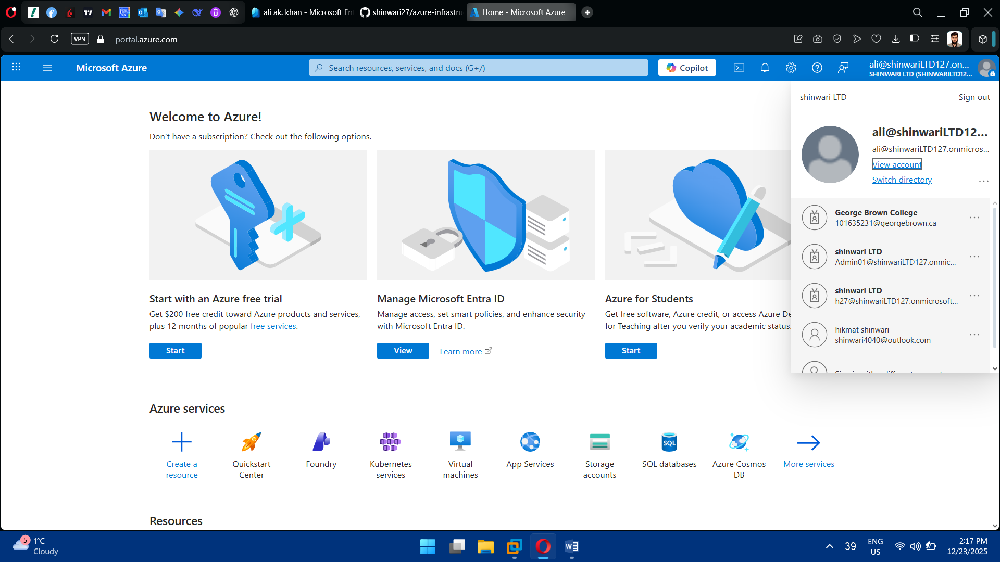 ali ak. khan - Microsoft En
shinwari27/azure-infrastru
Home - Microsoft Azure
VPN
portal.azure.com
Microsoft Azure
Search resources, services, and docs (G+/)
Copilot
ali@shinwariLTD127.on...
SHINWARI LTD (SHINWARILTD12...
shinwari LTD
Sign out
ali@shinwariLTD12...
ali@shinwariLTD127.onmicros...
View account
Switch directory
George Brown College
101635231@georgebrown.ca
shinwari LTD
Admin01@shinwariLTD127.onmic...
shinwari LTD
h27@shinwariLTD127.onmicrosoft...
hikmat shinwari
shinwari4040@outlook.com
Sign in with a different account
Welcome to Azure!
Don't have a subscription? Check out the following options.
Start with an Azure free trial
Get $200 free credit toward Azure products and services,
plus 12 months of popular free services.
Start
Manage Microsoft Entra ID
Manage access, set smart policies, and enhance security
with Microsoft Entra ID.
View
Learn more
Azure for Students
Get free software, Azure credit, or access Azure De
for Teaching after you verify your academic status.
Start
Azure services
Create a
resource
Quickstart
Center
Foundry
Kubernetes
services
Virtual
machines
App Services
Storage
accounts
SQL
SQL databases
Azure Cosmos
DB
More services
Resources
5
1°C
Cloudy
W
39
ENG
US
2:17 PM
12/23/2025